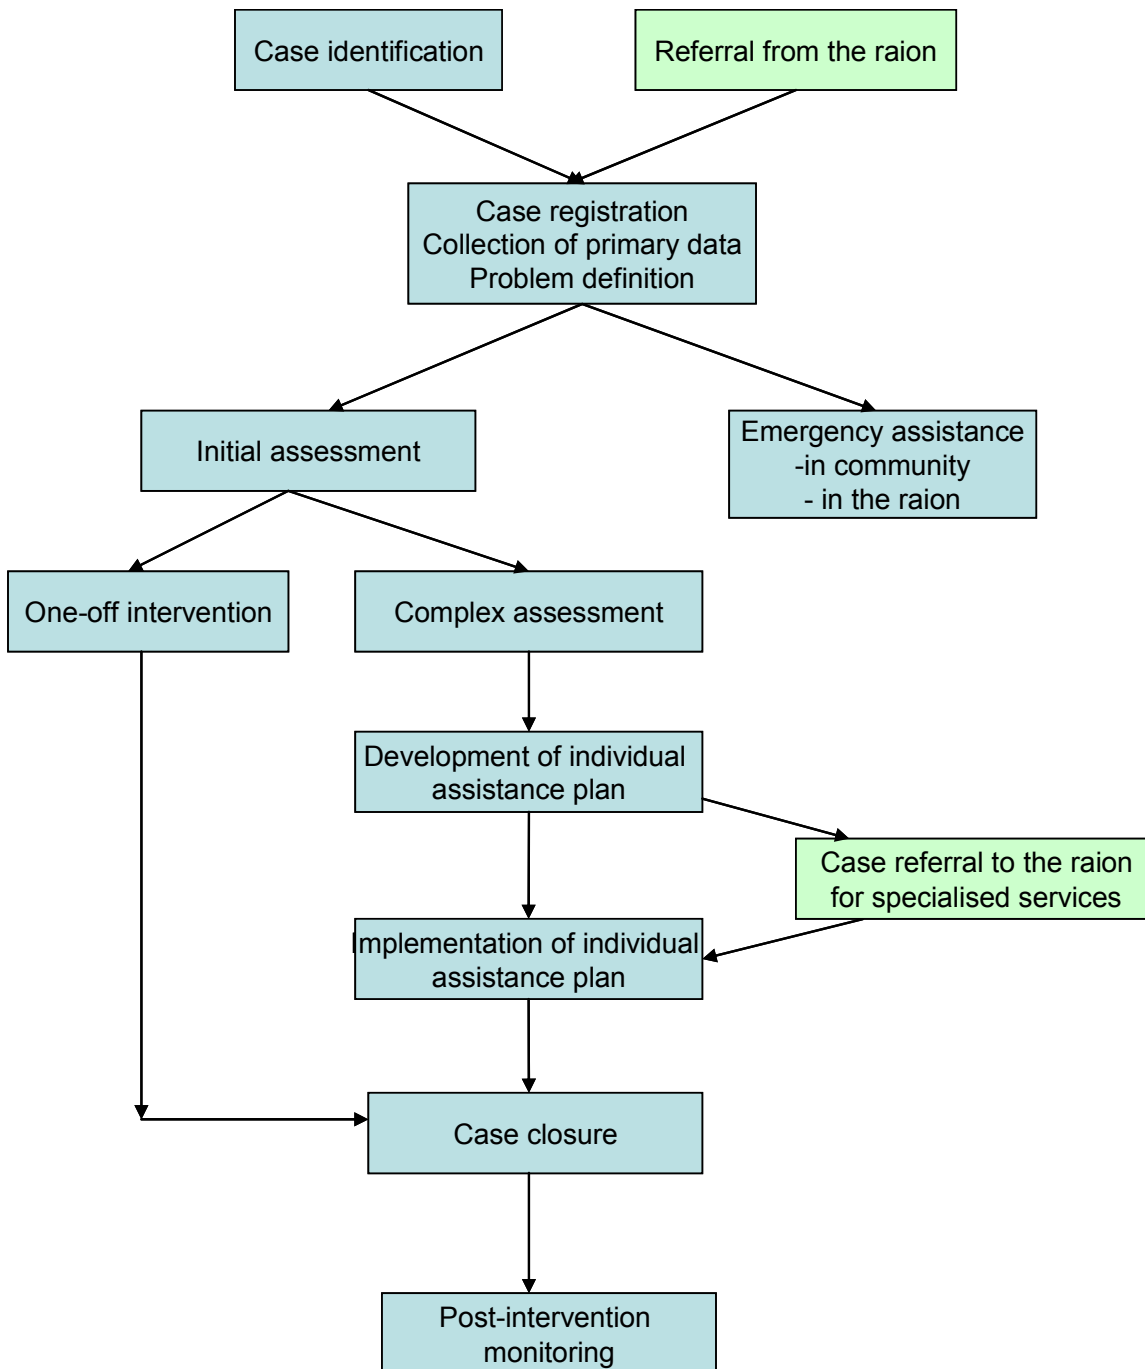 Case identification
Referral from the raion
Case registration
Collection of primary data
Problem definition
Initial assessment
Emergency assistance
-in community
- in the raion
One-off intervention
Complex assessment
Development of individual
assistance plan
Case referral to the raion
for specialised services
Implementation of individual
assistance plan
Case closure
Post-intervention
monitoring